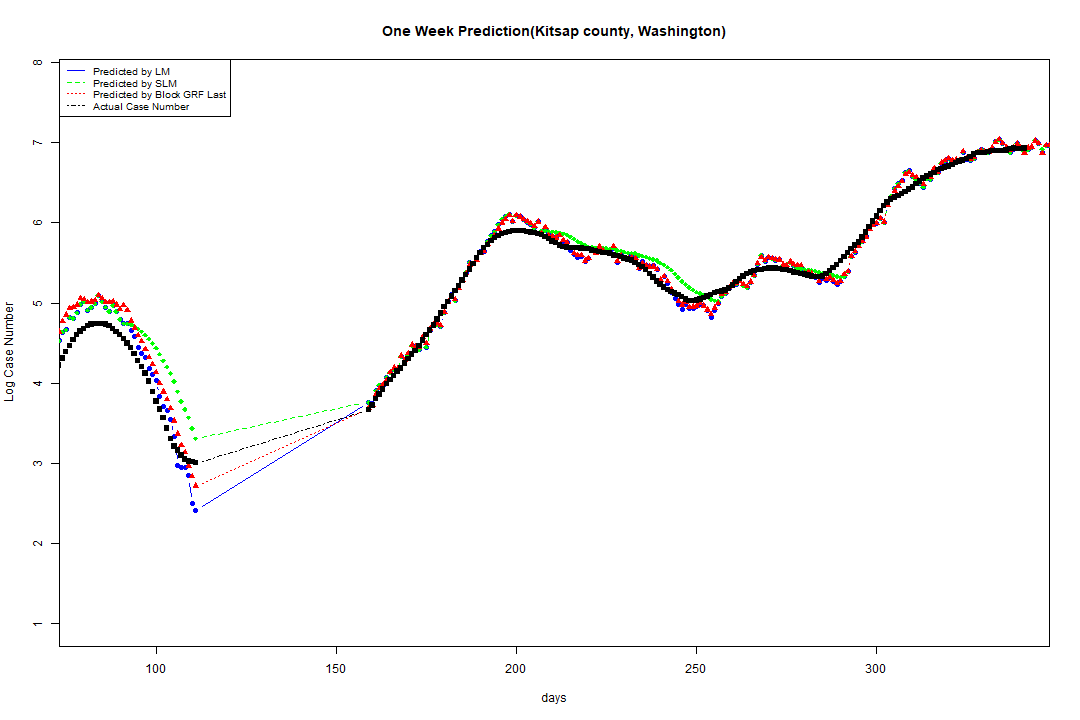 One Week Prediction(Kitsap county, Washington)
Predicted by LM
Predicted by SLM
Predicted by Block GRF Last
Actual Case Number
Log Case Number
8
7
6
5
4
3
2
1
100 150 200 250 300
days